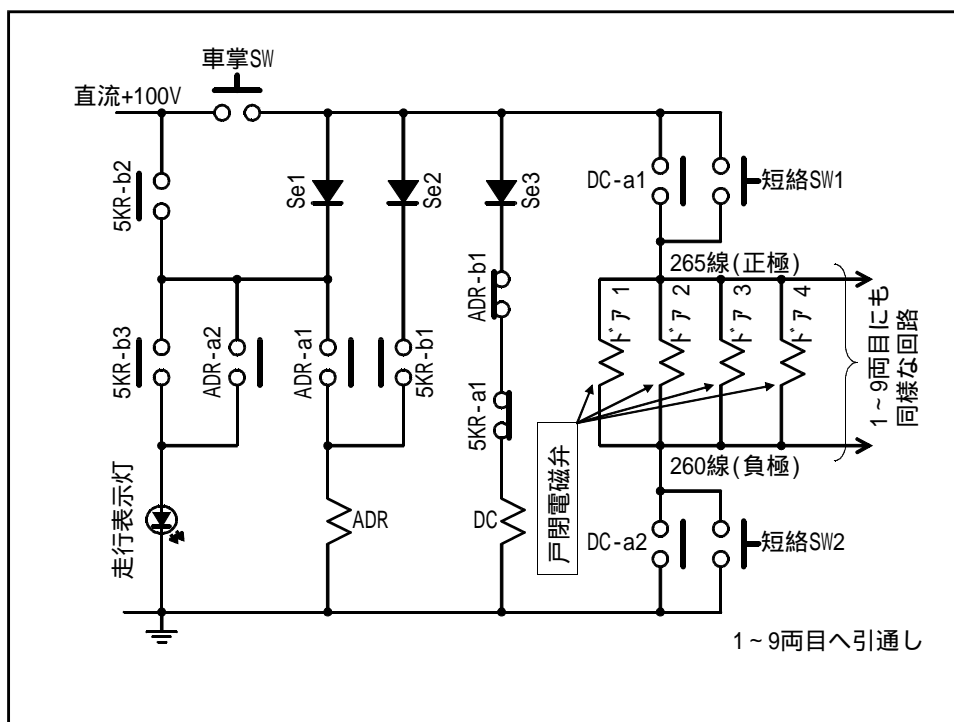 車掌SW
直流+100V
5KR-b2
Se1
Se2
Se3
DC-a1
短絡SW1
265線(正極)
ADR-b1
ドア 1
ドア 2
ドア 3
ドア 4
1～9両目にも
同様な回路
5KR-b3
ADR-a2
ADR-a1
5KR-b1
5KR-a1
260線(負極)
走行表示灯
ADR
DC
戸閉電磁弁
DC-a2
短絡SW2
1～9両目へ引通し